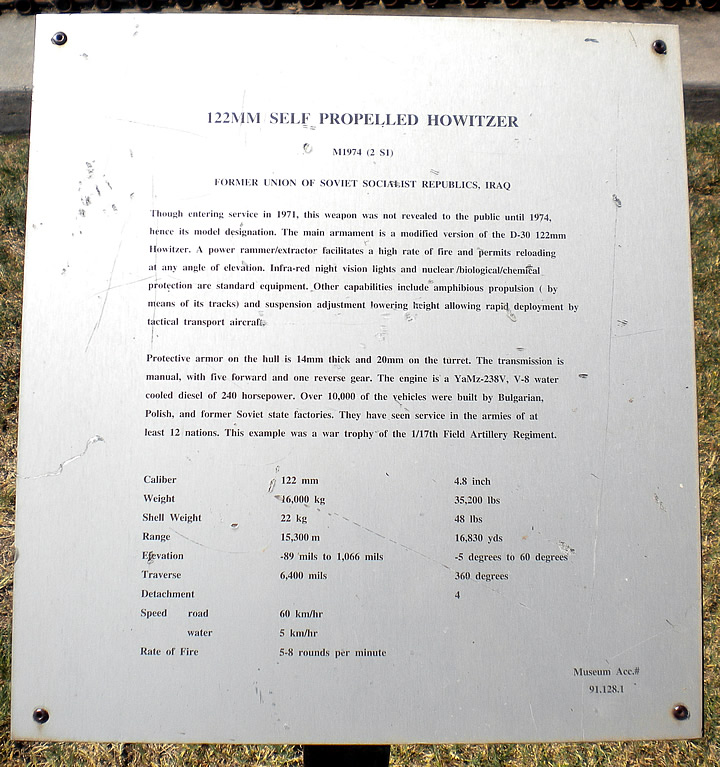 122MM SELF PROPELLED HOWITZER
M1974 (2 S1)
FORMER UNION OF SOVIET SOCIALIST REPUBLICS, IRAQ
Though entering service in 1971, this weapon was not revealed to the public until 1974,
hence its model designation. The main armament is a modified version of the D-30 122mm
Howitzer. A power rammer/extractor facilitates a high rate of fire and permits reloading
at any angle of elevation. Infra-red night vision lights and nuclear/biological/chemical
protection are standard equipment. Other capabilities include amphibious propulsion ( by
means of its tracks) and suspension adjustment lowering height allowing rapid deployment by
tactical transport aircraft.
Protective armor on the hull is 14mm thick and 20mm on the turret. The transmission is
manual, with five forward and one reverse gear. The engine is a YaMz-238V, V-8 water
cooled diesel of 240 horsepower. Over 10,000 of the vehicles were built by Bulgarian,
Polish, and former Soviet state factories. They have seen service in the armies of at
least 12 nations. This example was a war trophy of the 1/17th Field Artillery Regiment.
Caliber 122 mm 4.8 inch
Weight 16,000 kg 35,200 lbs
Shell Weight 22 kg 48 lbs
Range 15,300 m 16,830 yds
Elevation -89 mils to 1,066 mils -5 degrees to 60 degrees
Traverse 6,400 mils 360 degrees
Detachment 4
Speed road 60 km/hr
water 5 km/hr
Rate of Fire 5-8 rounds per minute
Museum Acc.#
91.128.1